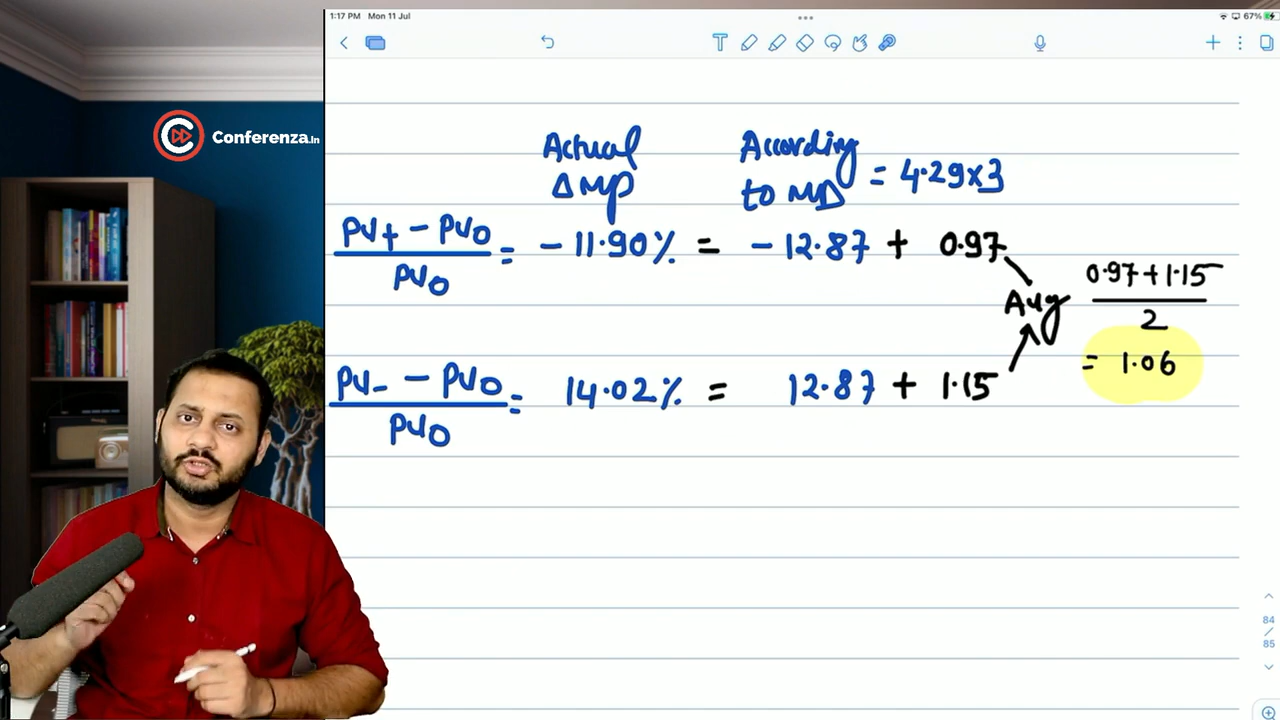 1:17 PM Mon 11 Jul
67%
Conferenza.in
Actual ΔMP
According to MD = 4.29x3
PV+ - PV0 / PV0 = -11.90% = -12.87 + 0.97
Avg 0.97+1.15 / 2
= 1.06
PV- - PV0 / PV0 = 14.02% = 12.87 + 1.15
84
/
85